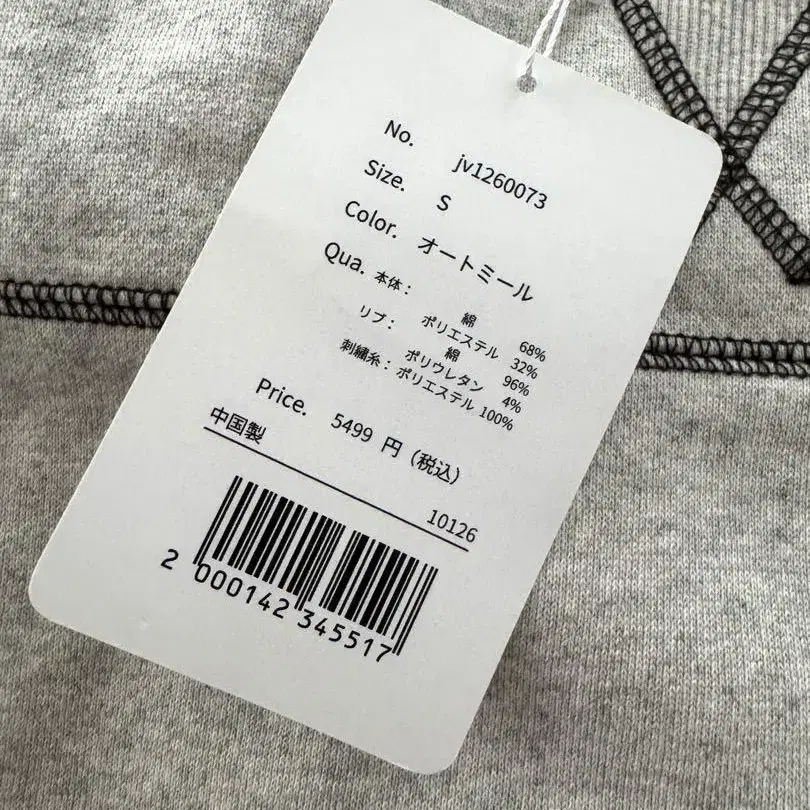 No. jv1260073
Size. S
Color. オートミール
Qua. 本体: 綿 68%
ポリエステル 32%
リブ: 綿 96%
ポリウレタン 4%
刺繍糸: ポリエステル 100%
Price. 5499 円 (税込)
中国製
10126
2 000142 345517